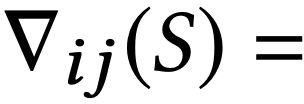 ∇ij(S) =